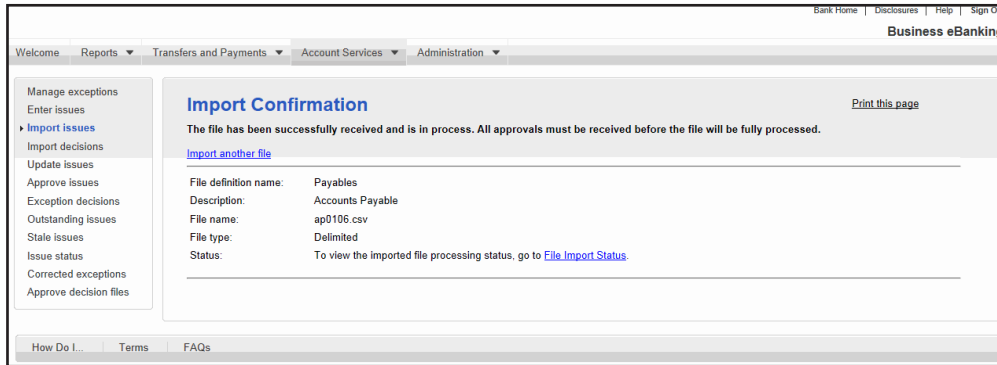 Bank Home | Disclosures | Help | Sign O
Business eBanking
Welcome Reports Transfers and Payments Account Services Administration
Manage exceptions
Enter issues
Import issues
Import decisions
Update issues
Approve issues
Exception decisions
Outstanding issues
Stale issues
Issue status
Corrected exceptions
Approve decision files
Import Confirmation
Print this page
The file has been successfully received and is in process. All approvals must be received before the file will be fully processed.
Import another file
File definition name: Payables
Description: Accounts Payable
File name: ap0106.csv
File type: Delimited
Status: To view the imported file processing status, go to File Import Status.
How Do I... Terms FAQs